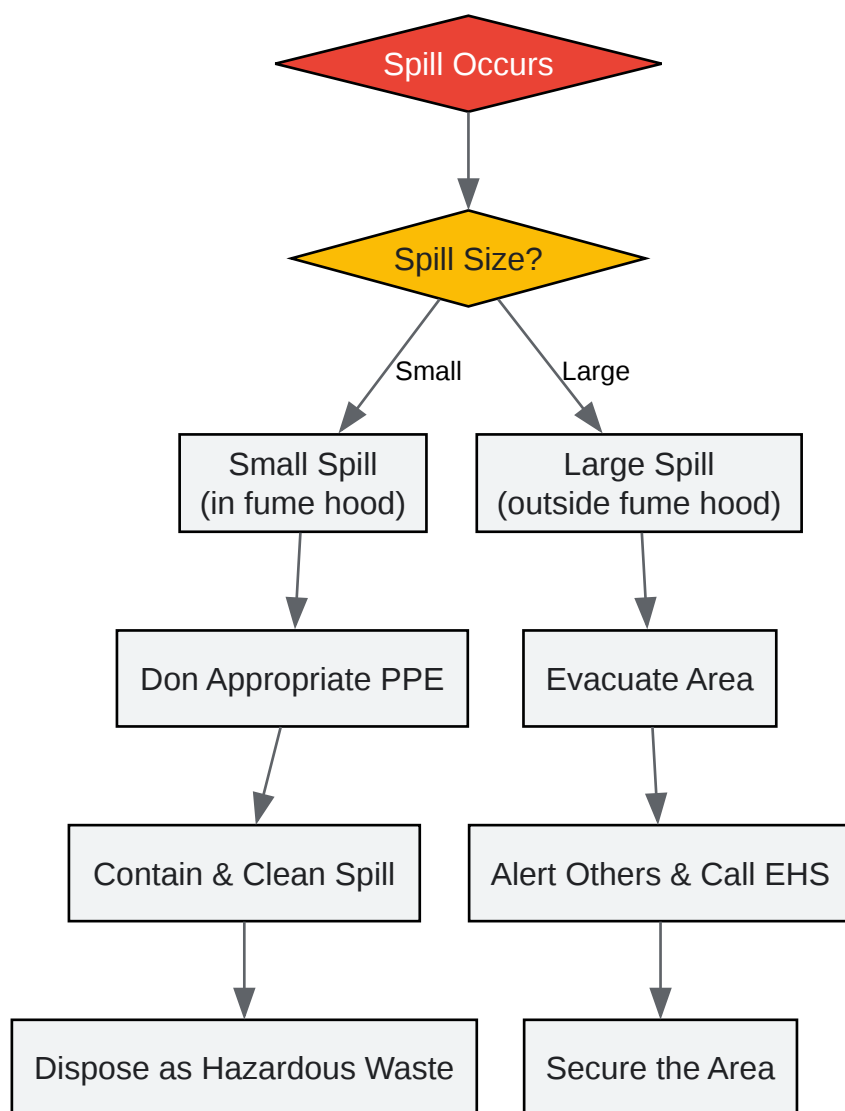 Spill Occurs
Spill Size?
Small
Large
Small Spill
(in fume hood)
Large Spill
(outside fume hood)
Don Appropriate PPE
Evacuate Area
Contain & Clean Spill
Alert Others & Call EHS
Dispose as Hazardous Waste
Secure the Area